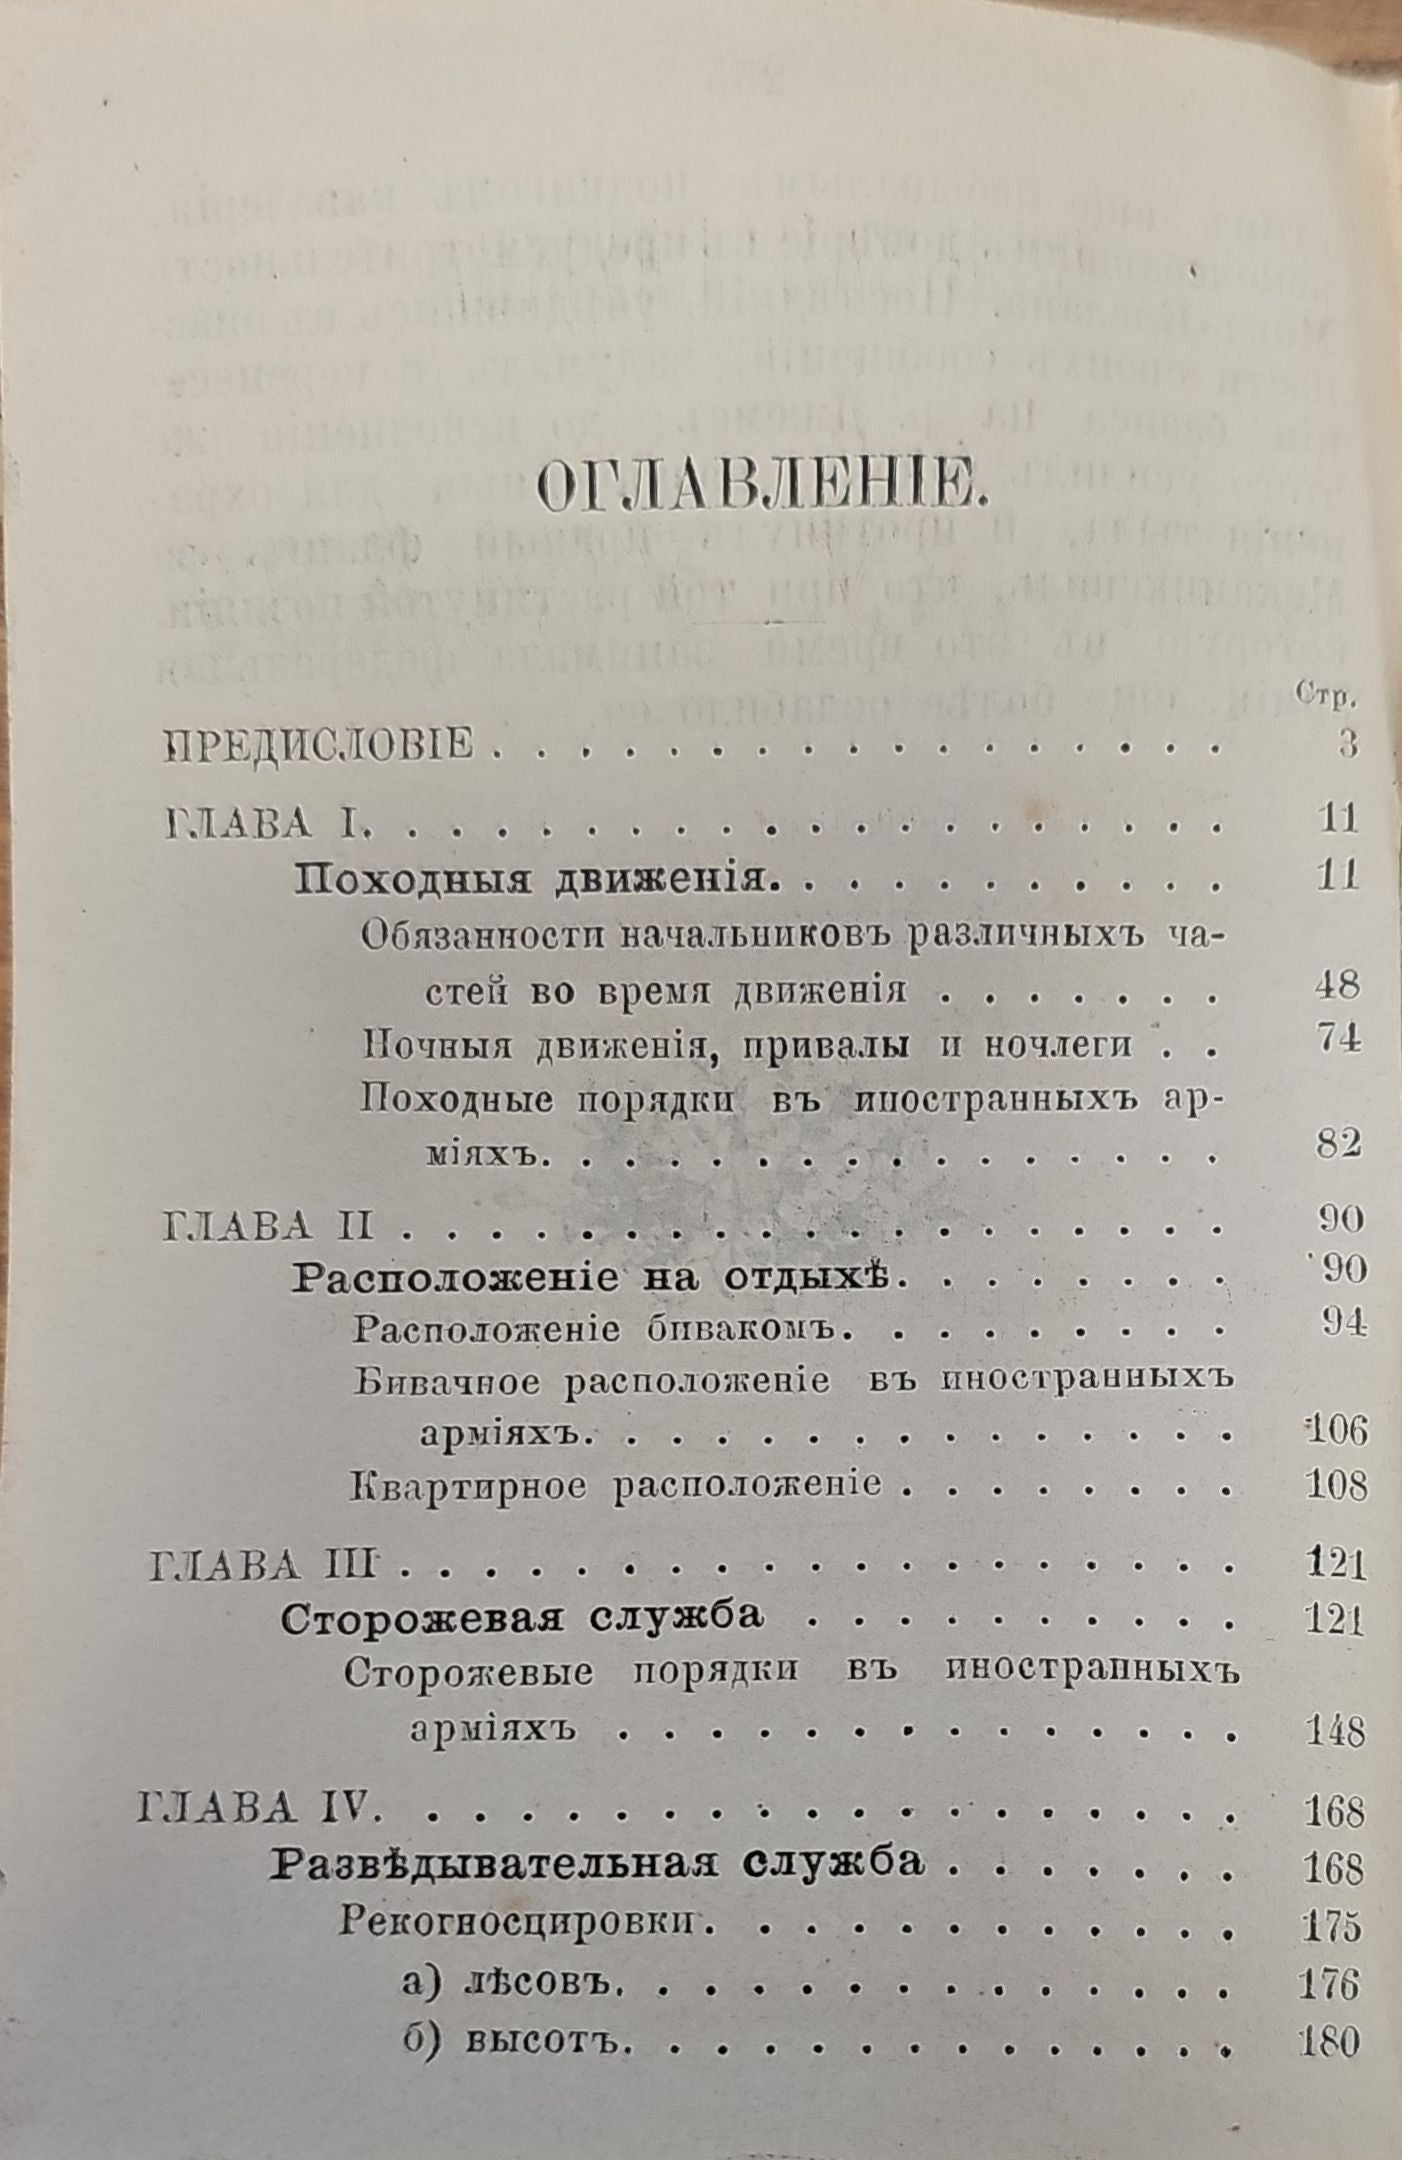 ОГЛАВЛЕНІЕ.
Стр.
ПРЕДИСЛОВІЕ . . . . . . . . . . . . . . . . . 3
ГЛАВА I. . . . . . . . . . . . . . . . . . . . 11
Походныя движенія. . . . . . . . . . . 11
Обязанности начальниковъ различныхъ ча-
стей во время движенія . . . . . . . 48
Ночныя движенія, привалы и ночлеги . . 74
Походные порядки въ иностранныхъ ар-
міяхъ. . . . . . . . . . . . . . . . 82
ГЛАВА II . . . . . . . . . . . . . . . . . . . 90
Расположеніе на отдыхѣ. . . . . . . . 90
Расположеніе бивакомъ. . . . . . . . . 94
Бивачное расположеніе въ иностранныхъ
арміяхъ. . . . . . . . . . . . . . . 106
Квартирное расположеніе . . . . . . . . 108
ГЛАВА III . . . . . . . . . . . . . . . . . . . 121
Сторожевая служба . . . . . . . . . . 121
Сторожевые порядки въ иностранныхъ
арміяхъ . . . . . . . . . . . . . . 148
ГЛАВА IV. . . . . . . . . . . . . . . . . . . 168
Развѣдывательная служба . . . . . . . 168
Рекогносцировки. . . . . . . . . . . . 175
а) лѣсовъ. . . . . . . . . . . . . . 176
б) высотъ. . . . . . . . . . . . . . 180